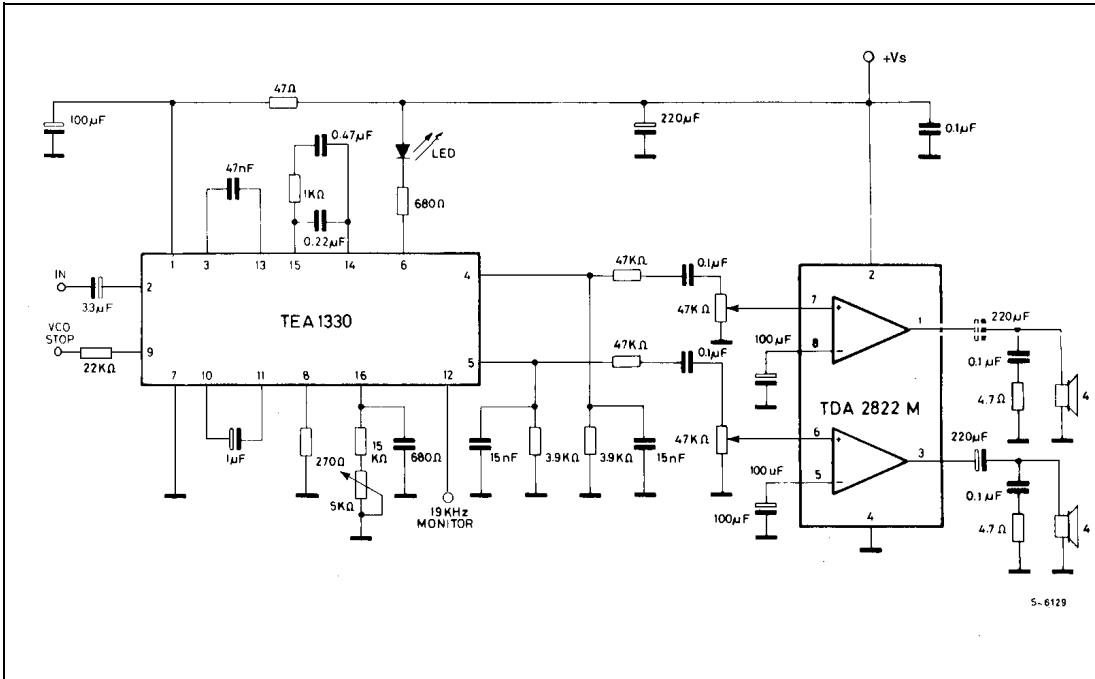 +Vs
47Ω
100µF
220µF
0.1µF
0.47µF
LED
47nF
1KΩ
680Ω
0.22µF
1
3
13
15
14
6
2
IN
3.3µF
2
4
47KΩ
0.1µF
TEA1330
47KΩ
7
1
220µF
VCO
STOP
9
22KΩ
5
47KΩ
0.1µF
100µF
8
0.1µF
4.7Ω
4
7
10
11
8
16
12
TDA 2822 M
1µF
270Ω
15
KΩ
680Ω
5KΩ
19KHz
MONITOR
15nF
3.9KΩ
3.9KΩ
15nF
47KΩ
6
3
220µF
100uF
5
100µF
0.1µF
4.7Ω
4
4
S-6129